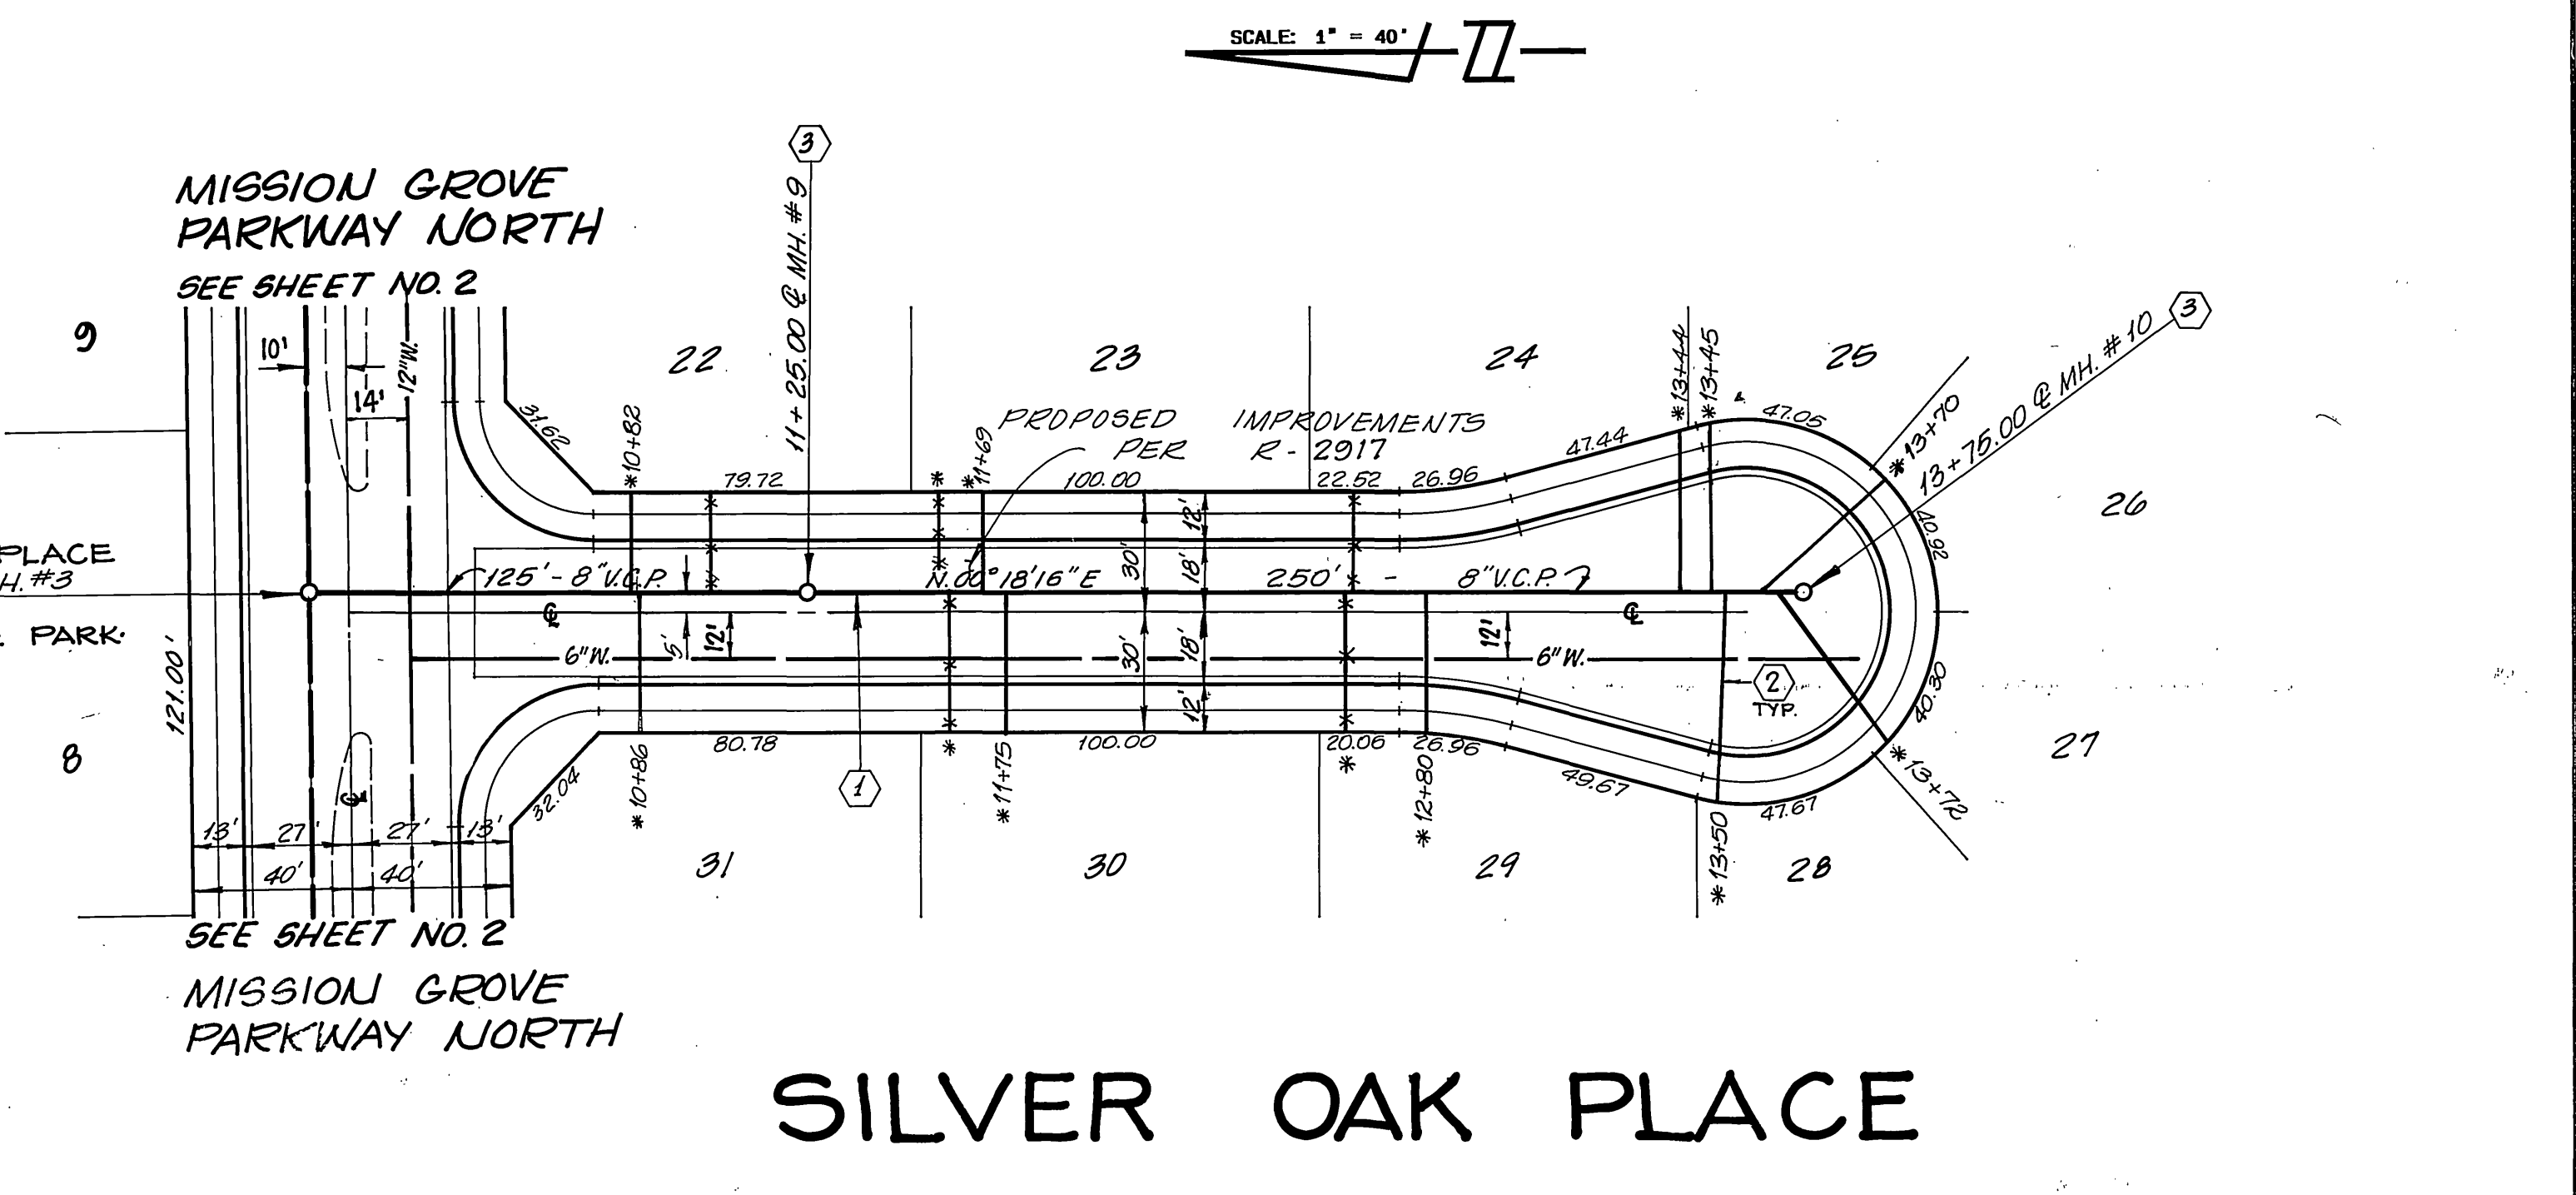 SCALE: 1" = 40'
N
3
MISSION GROVE
PARKWAY NORTH
SEE SHEET NO. 2
9
10'
14'
12"W.
22
23
24
25
26
27
11+25.00 ℄ MH. #9
3
13+75.00 ℄ MH. #10
*13+44
*13+45
*13+70
31.62
*10+82
79.72
*
*11+69
PROPOSED IMPROVEMENTS
PER R-2917
100.00
22.52
26.96
47.44
47.05
40.92
40.30
PLACE
H. #3
PARK.
125'-8"V.C.P.
N.00°18'16"E
250' - 8"V.C.P.
℄
℄
12'
18'
30'
30'
18'
12'
5'
12'
12'
6"W.
6"W.
2
TYP.
121.00'
8
℄
13'
27'
27'
13'
40'
40'
32.04
*10+86
80.78
1
*
*11+75
100.00
20.06
*
26.96
*12+80
49.67
47.67
*13+50
*13+72
31
30
29
28
SEE SHEET NO. 2
MISSION GROVE
PARKWAY NORTH
SILVER OAK PLACE